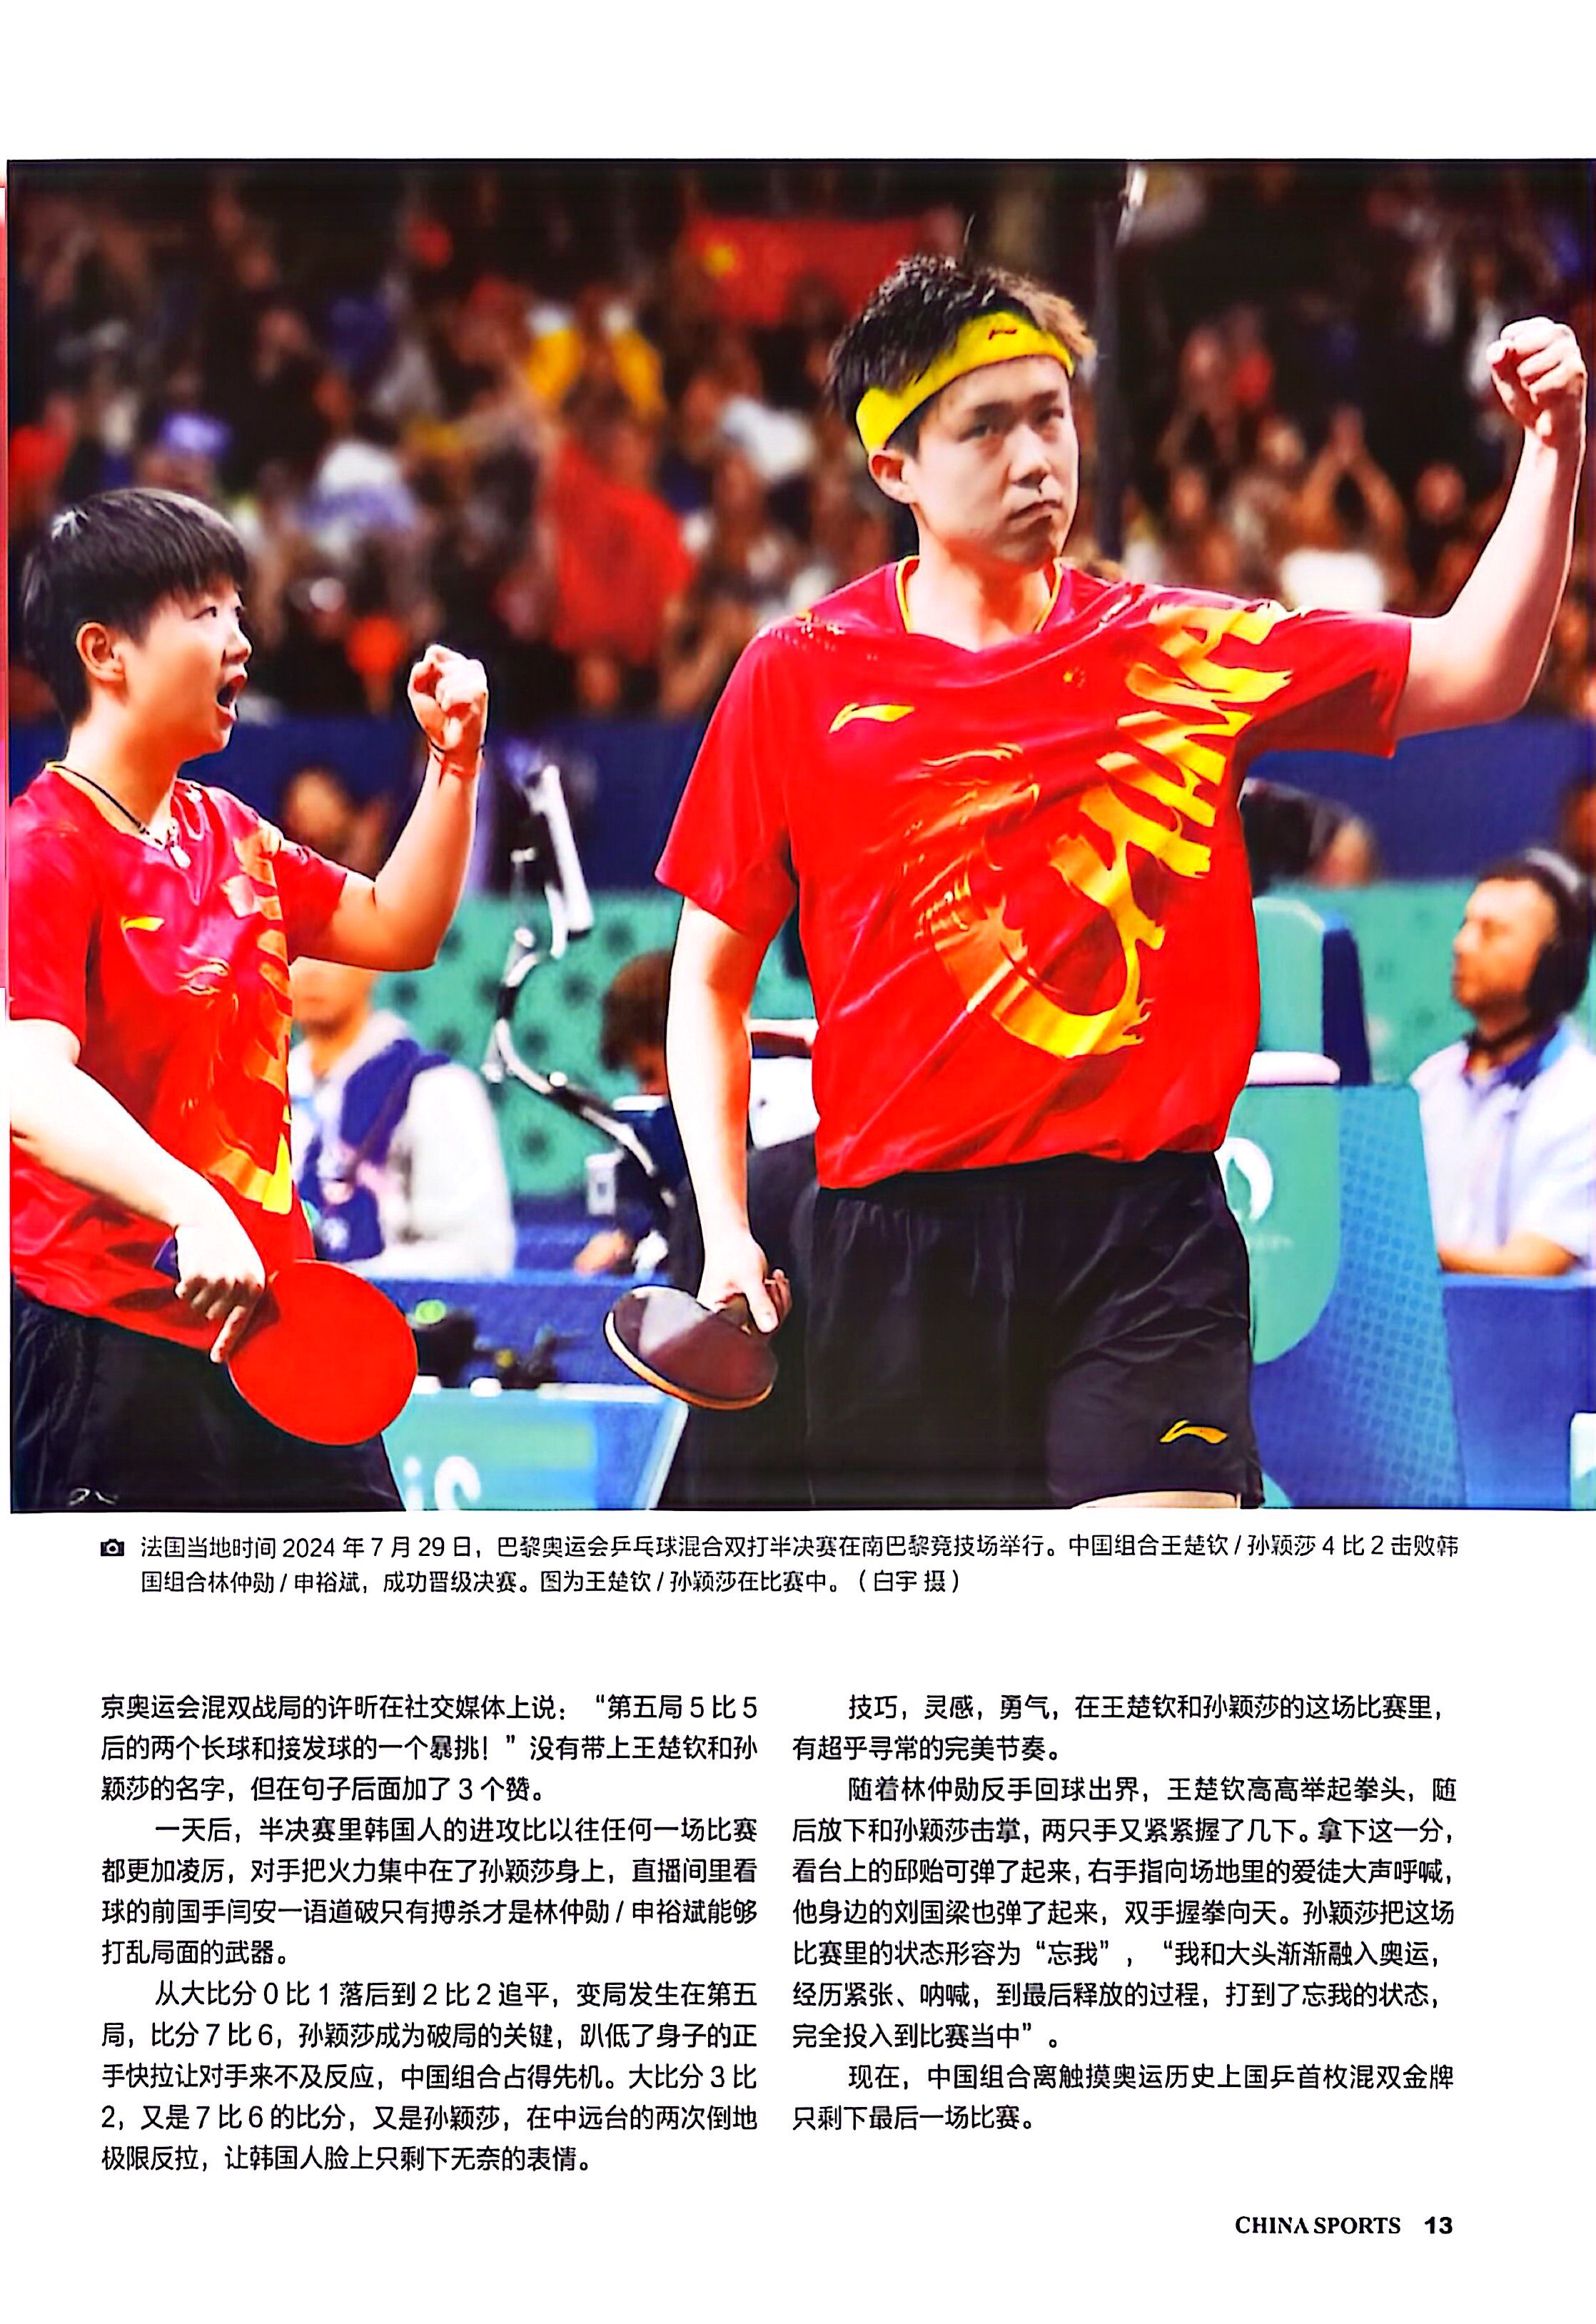 CHINA
is
法国当地时间 2024 年 7 月 29 日，巴黎奥运会乒乓球混合双打半决赛在南巴黎竞技场举行。中国组合王楚钦 / 孙颖莎 4 比 2 击败韩
国组合林仲勋 / 申裕斌，成功晋级决赛。图为王楚钦 / 孙颖莎在比赛中。（白宇 摄）
京奥运会混双战局的许昕在社交媒体上说：“第五局 5 比 5
后的两个长球和接发球的一个暴挑！”没有带上王楚钦和孙
颖莎的名字，但在句子后面加了 3 个赞。
一天后，半决赛里韩国人的进攻比以往任何一场比赛
都更加凌厉，对手把火力集中在了孙颖莎身上，直播间里看
球的前国手闫安一语道破只有搏杀才是林仲勋 / 申裕斌能够
打乱局面的武器。
从大比分 0 比 1 落后到 2 比 2 追平，变局发生在第五
局，比分 7 比 6，孙颖莎成为破局的关键，趴低了身子的正
手快拉让对手来不及反应，中国组合占得先机。大比分 3 比
2，又是 7 比 6 的比分，又是孙颖莎，在中远台的两次倒地
极限反拉，让韩国人脸上只剩下无奈的表情。
技巧，灵感，勇气，在王楚钦和孙颖莎的这场比赛里，
有超乎寻常的完美节奏。
随着林仲勋反手回球出界，王楚钦高高举起拳头，随
后放下和孙颖莎击掌，两只手又紧紧握了几下。拿下这一分，
看台上的邱贻可弹了起来，右手指向场地里的爱徒大声呼喊，
他身边的刘国梁也弹了起来，双手握拳向天。孙颖莎把这场
比赛里的状态形容为“忘我”，“我和大头渐渐融入奥运，
经历紧张、呐喊，到最后释放的过程，打到了忘我的状态，
完全投入到比赛当中”。
现在，中国组合离触摸奥运历史上国乒首枚混双金牌
只剩下最后一场比赛。
CHINA SPORTS 13